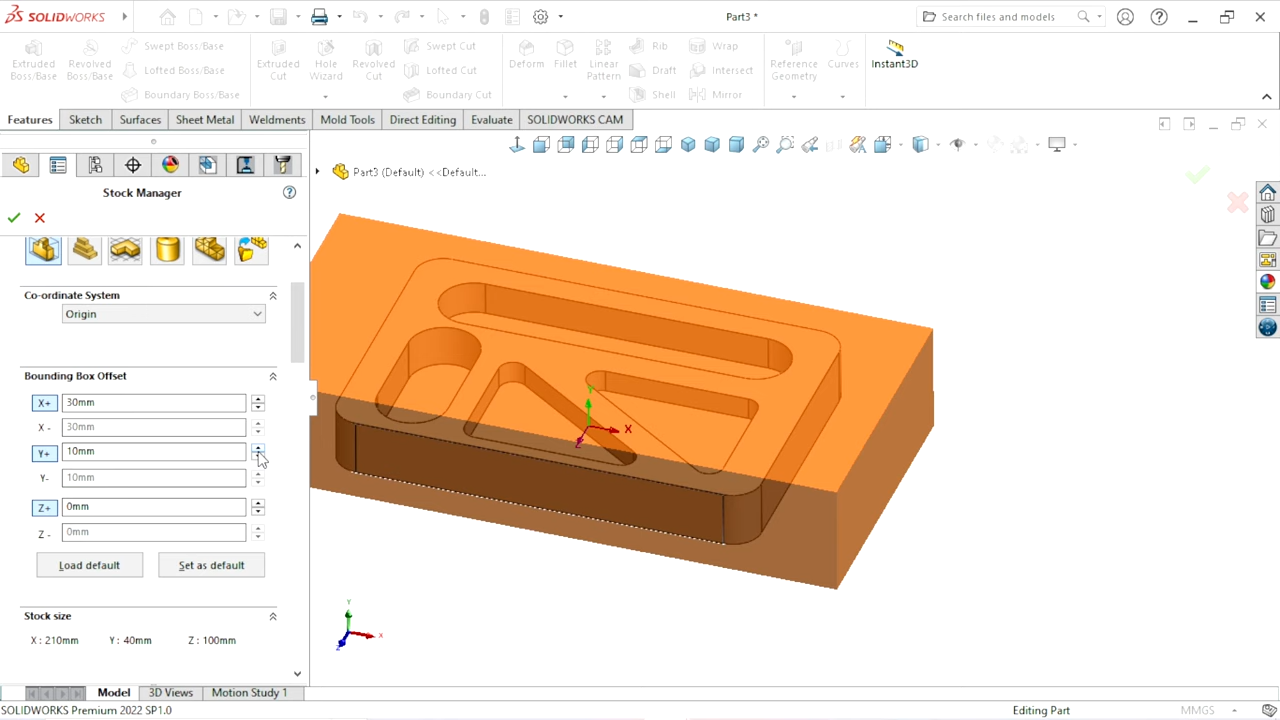 SOLIDWORKS
Part3 *
Search files and models
Extruded Boss/Base
Revolved Boss/Base
Swept Boss/Base
Lofted Boss/Base
Boundary Boss/Base
Extruded Cut
Hole Wizard
Revolved Cut
Swept Cut
Lofted Cut
Boundary Cut
Deform
Fillet
Linear Pattern
Rib
Draft
Shell
Wrap
Intersect
Mirror
Reference Geometry
Curves
Instant3D
Features
Sketch
Surfaces
Sheet Metal
Weldments
Mold Tools
Direct Editing
Evaluate
SOLIDWORKS CAM
Part3 (Default) <<Default...
Stock Manager
Co-ordinate System
Origin
Bounding Box Offset
X+ 30mm
X - 30mm
Y+ 10mm
Y- 10mm
Z+ 0mm
Z - 0mm
Load default
Set as default
Stock size
X : 210mm Y : 40mm Z : 100mm
Y
X
Z
Y
X
Z
Model
3D Views
Motion Study 1
SOLIDWORKS Premium 2022 SP1.0
Editing Part
MMGS